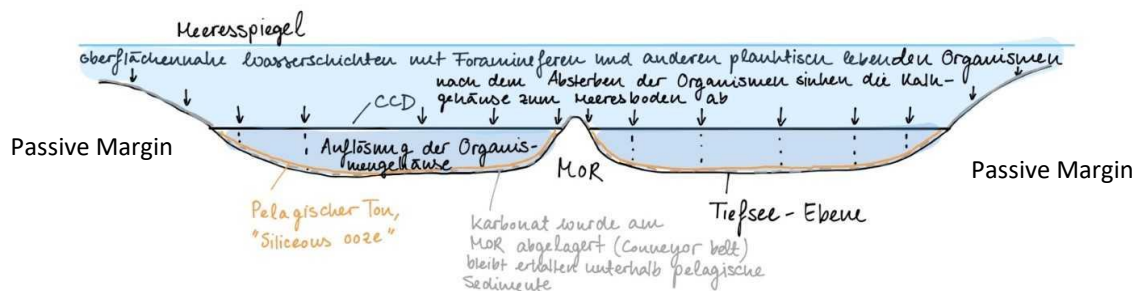 Meeresspiegel
oberflächennahe Wasserschichten mit Foramineferen und anderen planktisch lebenden Organismen
nach dem Absterben der Organismen sinken die Kalk-
gehäuse zum Meeresboden ab
CCD
Passive Margin
Auflösung der Organis-
mengehäuse
MOR
Passive Margin
Pelagischer Ton,
"Siliceous ooze"
Karbonat wurde am
MOR abgelagert (Conveyor belt)
bleibt erhalten unterhalb pelagische
Sedimente
Tiefsee-Ebene